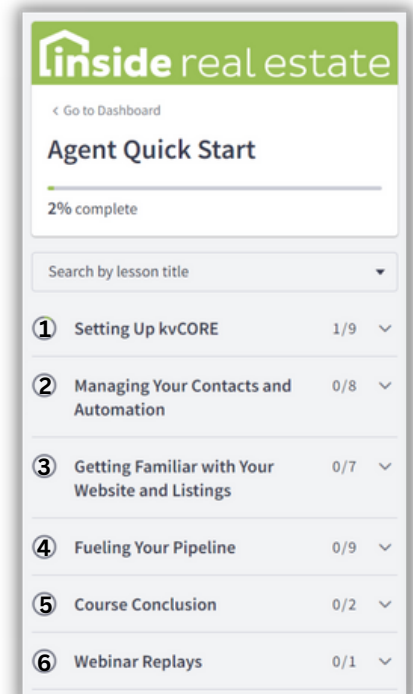 inside real estate
< Go to Dashboard
Agent Quick Start
2% complete
Search by lesson title
1 Setting Up kvCORE 1/9
2 Managing Your Contacts and 0/8
Automation
3 Getting Familiar with Your 0/7
Website and Listings
4 Fueling Your Pipeline 0/9
5 Course Conclusion 0/2
6 Webinar Replays 0/1